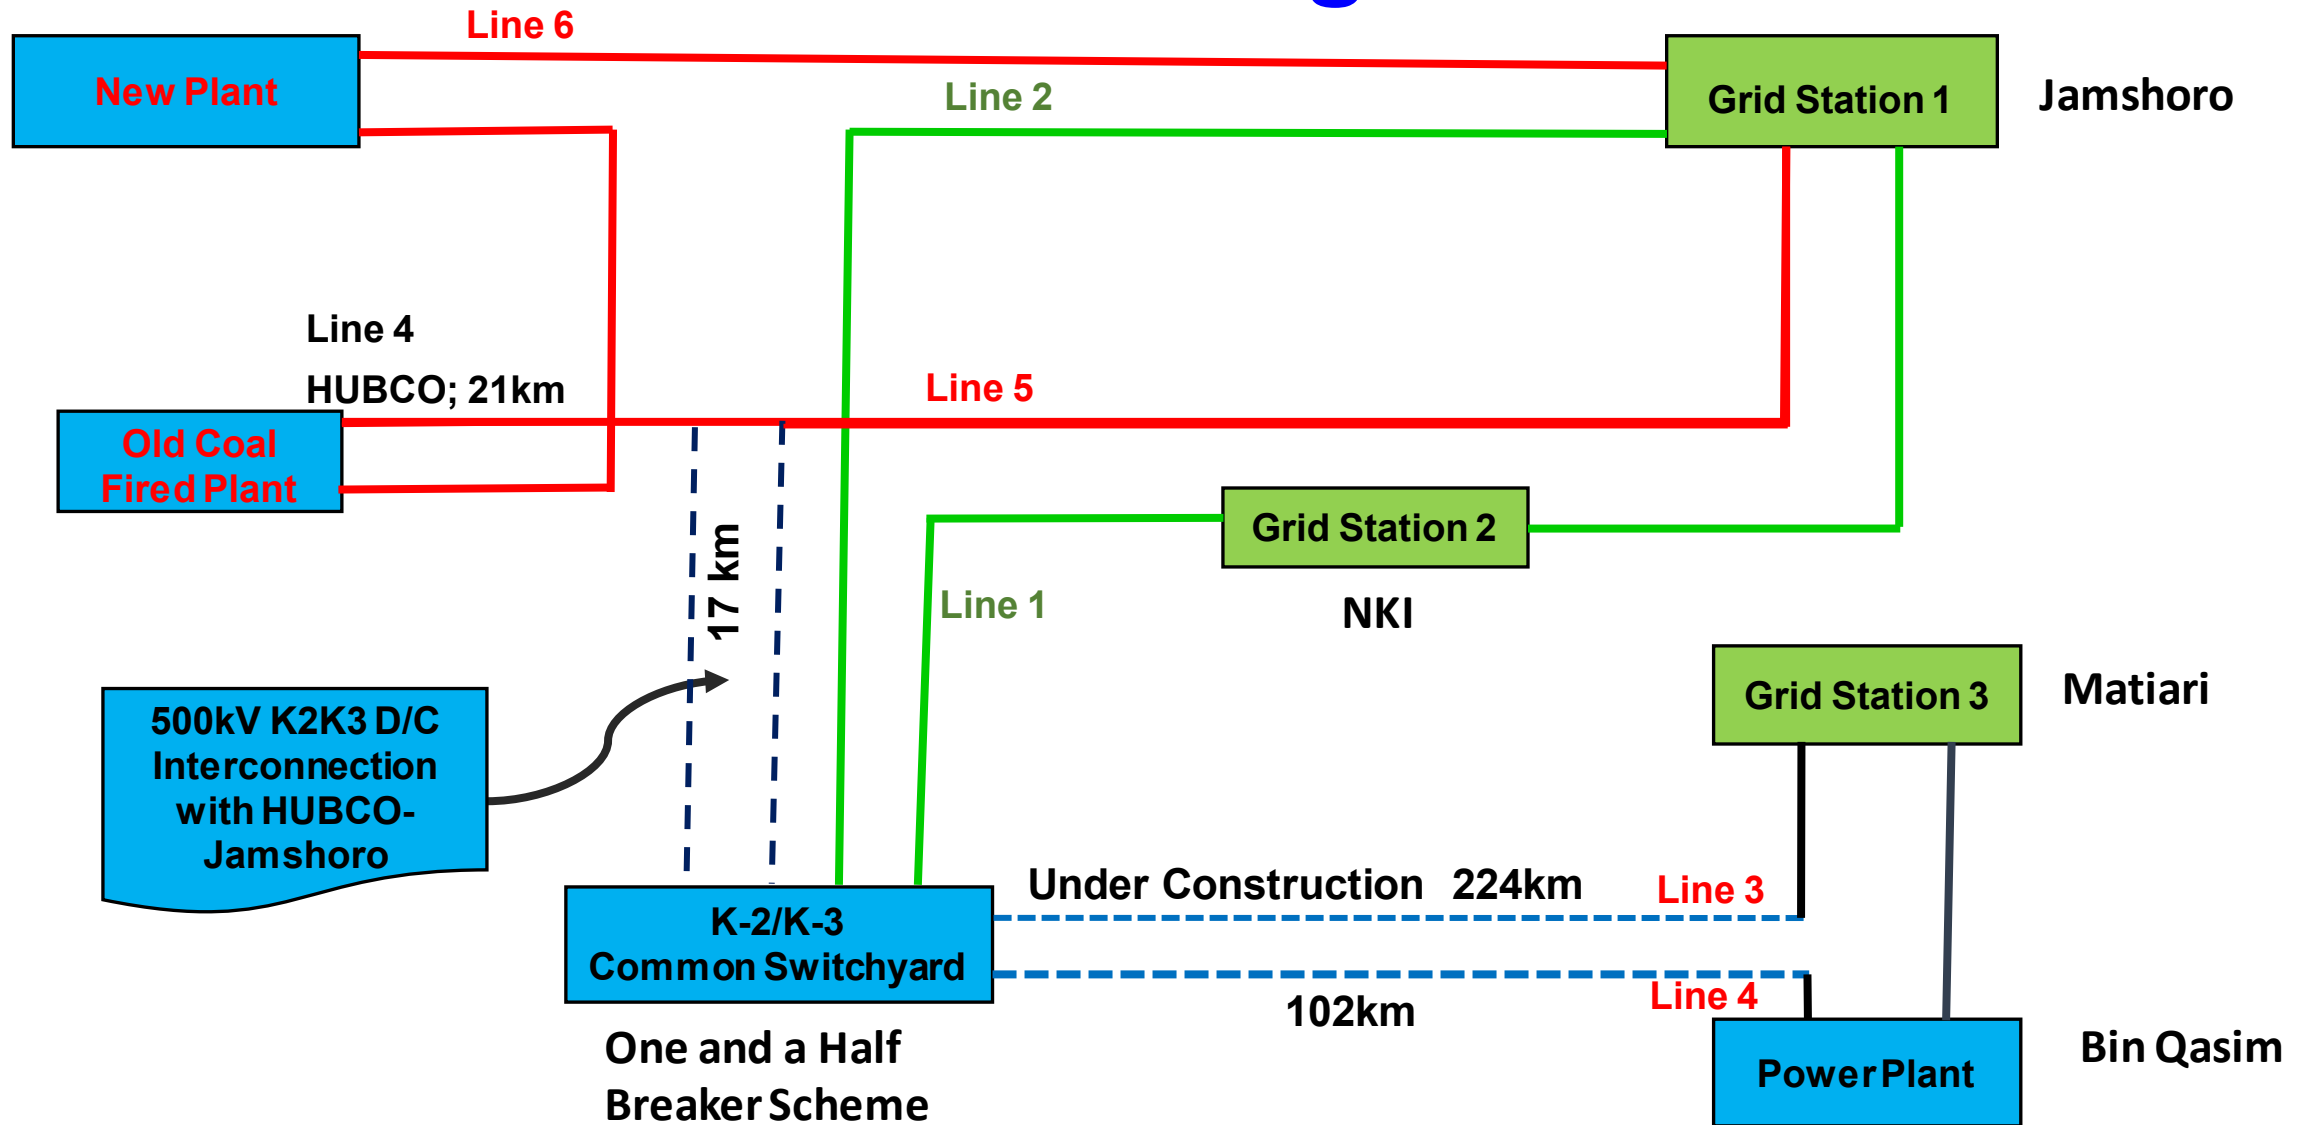 Line 6
New Plant
Line 2
Grid Station 1
Jamshoro
Line 4
HUBCO; 21km
Line 5
Old Coal
Fired Plant
Grid Station 2
17 km
Line 1
NKI
Grid Station 3
Matiari
500kV K2K3 D/C
Interconnection
with HUBCO-
Jamshoro
Under Construction 224km
Line 3
K-2/K-3
Common Switchyard
Line 4
102km
One and a Half
Breaker Scheme
Power Plant
Bin Qasim